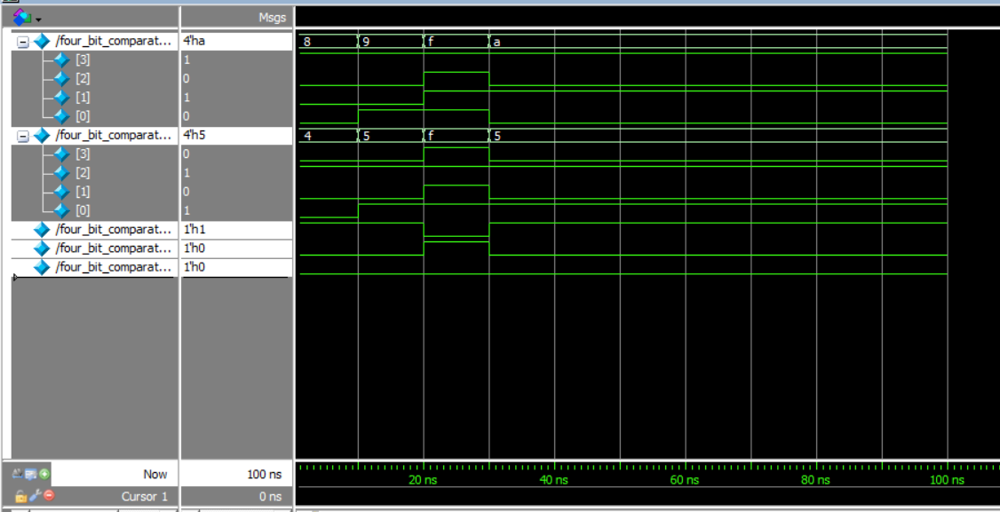 Msgs
/four_bit_comparat... 4'ha 8 9 f a
[3] 1
[2] 0
[1] 1
[0] 0
/four_bit_comparat... 4'h5 4 5 f 5
[3] 0
[2] 1
[1] 0
[0] 1
/four_bit_comparat... 1'h1
/four_bit_comparat... 1'h0
/four_bit_comparat... 1'h0
Now 100 ns
20 ns 40 ns 60 ns 80 ns 100 ns
Cursor 1 0 ns